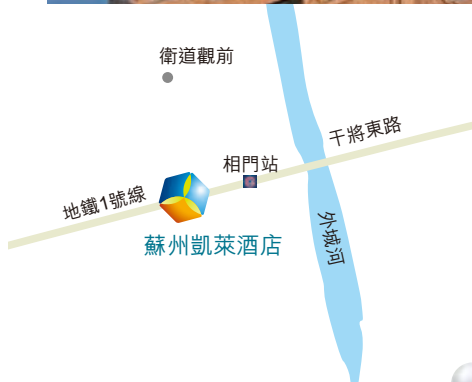 衛道觀前
干將東路
相門站
地鐵1號線
蘇州凱萊酒店
外城河